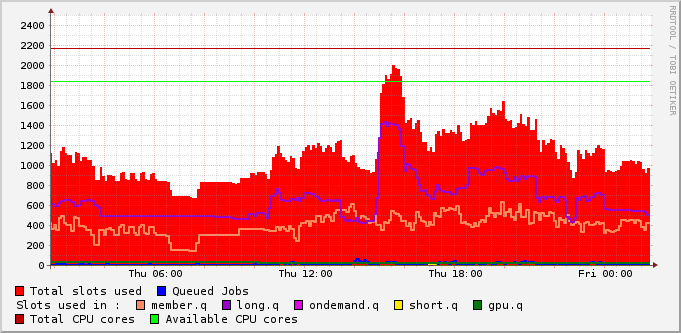 2400
2200
2000
1800
1600
1400
1200
1000
800
600
400
200
0
Thu 06:00 Thu 12:00 Thu 18:00 Fri 00:00
Total slots used Queued Jobs
Slots used in : member.q long.q ondemand.q short.q gpu.q
Total CPU cores Available CPU cores
RRDTOOL / TOBI OETIKER